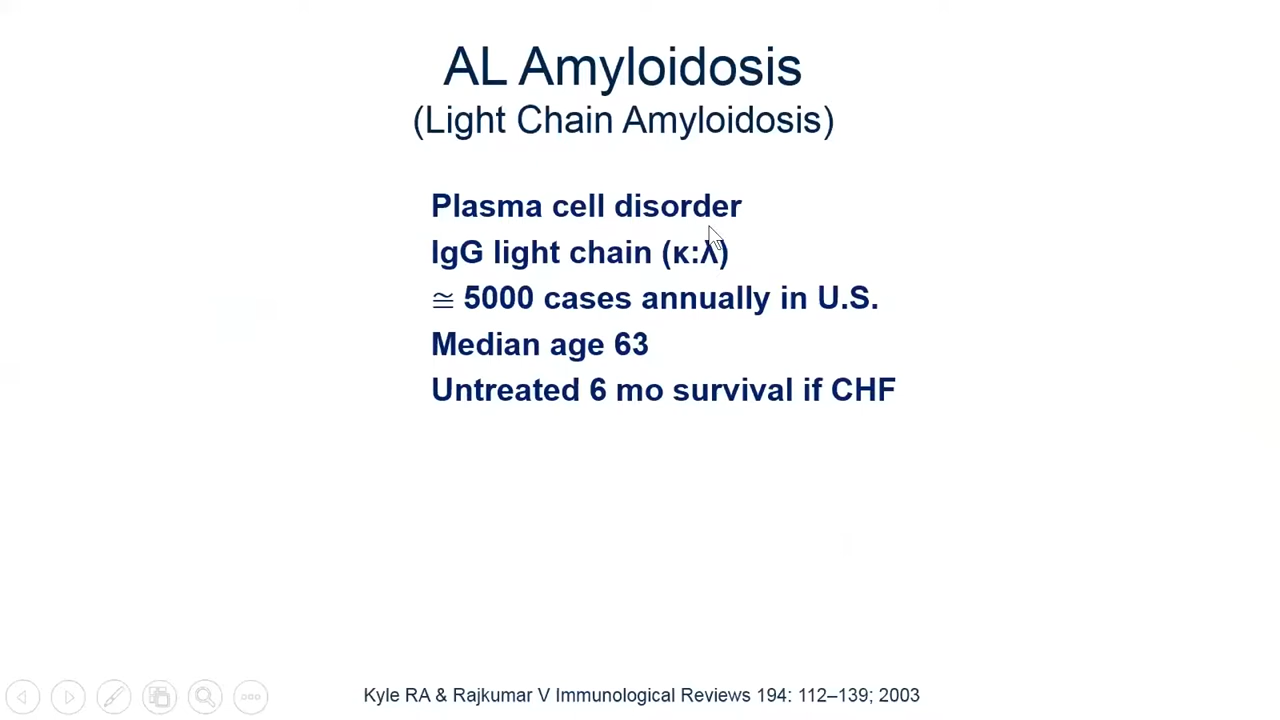 AL Amyloidosis
(Light Chain Amyloidosis)
Plasma cell disorder
IgG light chain (κ:λ)
≅ 5000 cases annually in U.S.
Median age 63
Untreated 6 mo survival if CHF
Kyle RA & Rajkumar V Immunological Reviews 194: 112–139; 2003